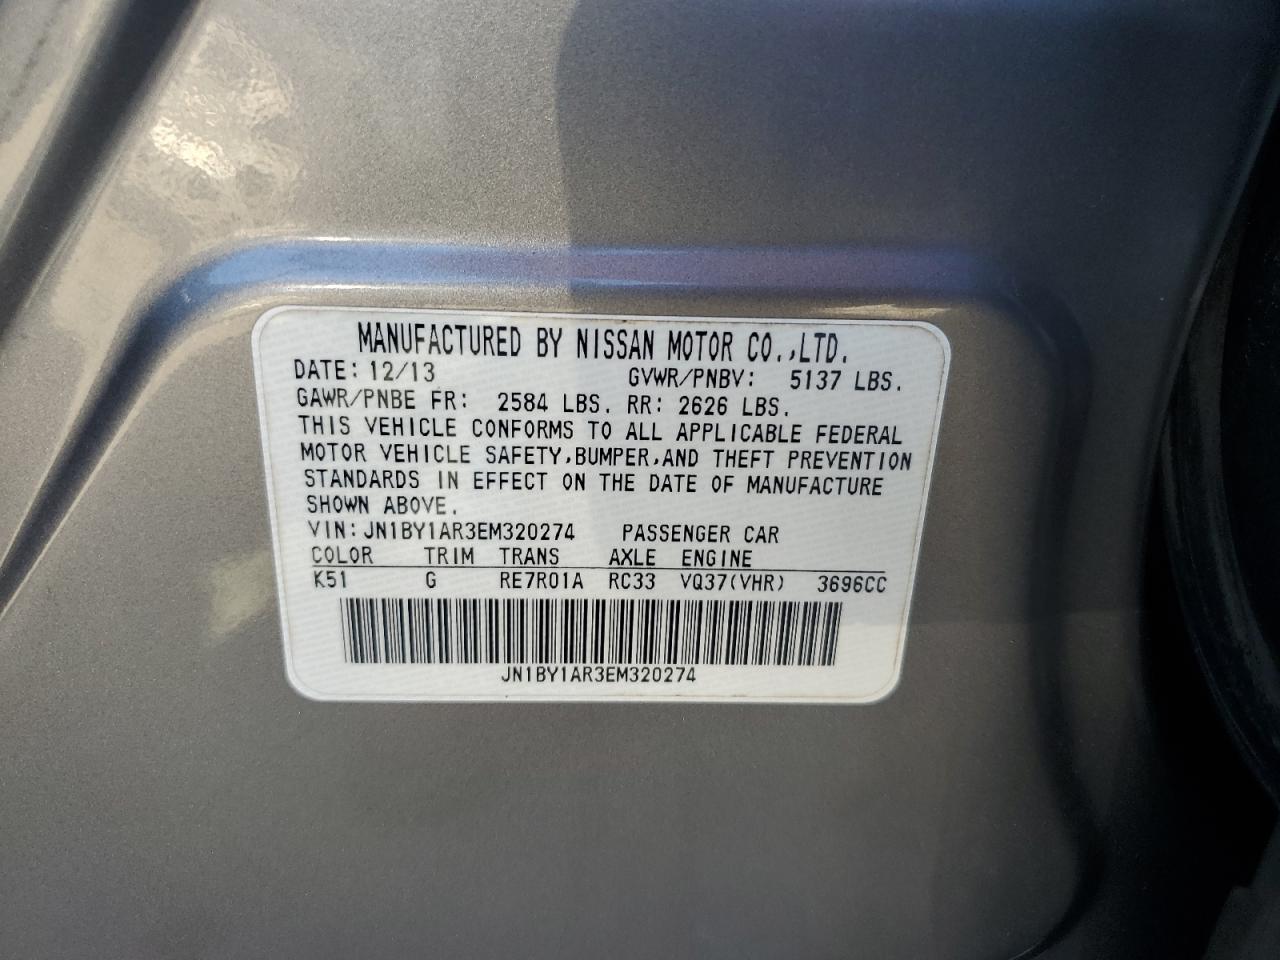 MANUFACTURED BY NISSAN MOTOR CO.,LTD.
DATE: 12/13 GVWR/PNBV: 5137 LBS.
GAWR/PNBE FR: 2584 LBS. RR: 2626 LBS.
THIS VEHICLE CONFORMS TO ALL APPLICABLE FEDERAL
MOTOR VEHICLE SAFETY,BUMPER,AND THEFT PREVENTION
STANDARDS IN EFFECT ON THE DATE OF MANUFACTURE
SHOWN ABOVE.
VIN:JN1BY1AR3EM320274 PASSENGER CAR
COLOR TRIM TRANS AXLE ENGINE
K51 G RE7R01A RC33 VQ37(VHR) 3696CC
JN1BY1AR3EM320274